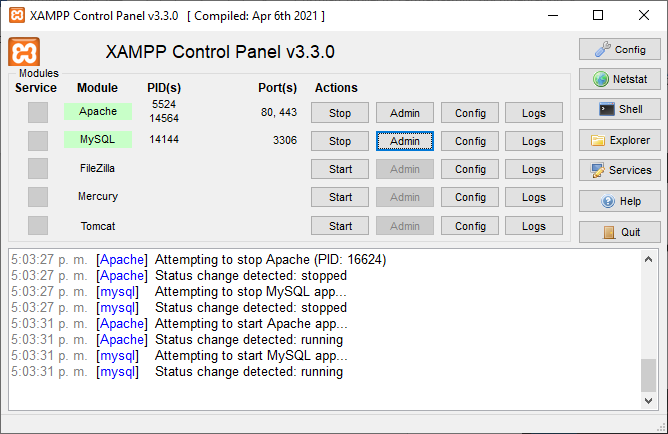 XAMPP Control Panel v3.3.0 [ Compiled: Apr 6th 2021 ]
XAMPP Control Panel v3.3.0
Config
Modules
Service Module PID(s) Port(s) Actions
Netstat
Apache 5524 14564 80, 443 Stop Admin Config Logs
Shell
MySQL 14144 3306 Stop Admin Config Logs
Explorer
FileZilla Start Admin Config Logs
Services
Mercury Start Admin Config Logs
Help
Tomcat Start Admin Config Logs
Quit
5:03:27 p. m. [Apache] Attempting to stop Apache (PID: 16624)
5:03:27 p. m. [Apache] Status change detected: stopped
5:03:27 p. m. [mysql] Attempting to stop MySQL app...
5:03:27 p. m. [mysql] Status change detected: stopped
5:03:31 p. m. [Apache] Attempting to start Apache app...
5:03:31 p. m. [Apache] Status change detected: running
5:03:31 p. m. [mysql] Attempting to start MySQL app...
5:03:31 p. m. [mysql] Status change detected: running